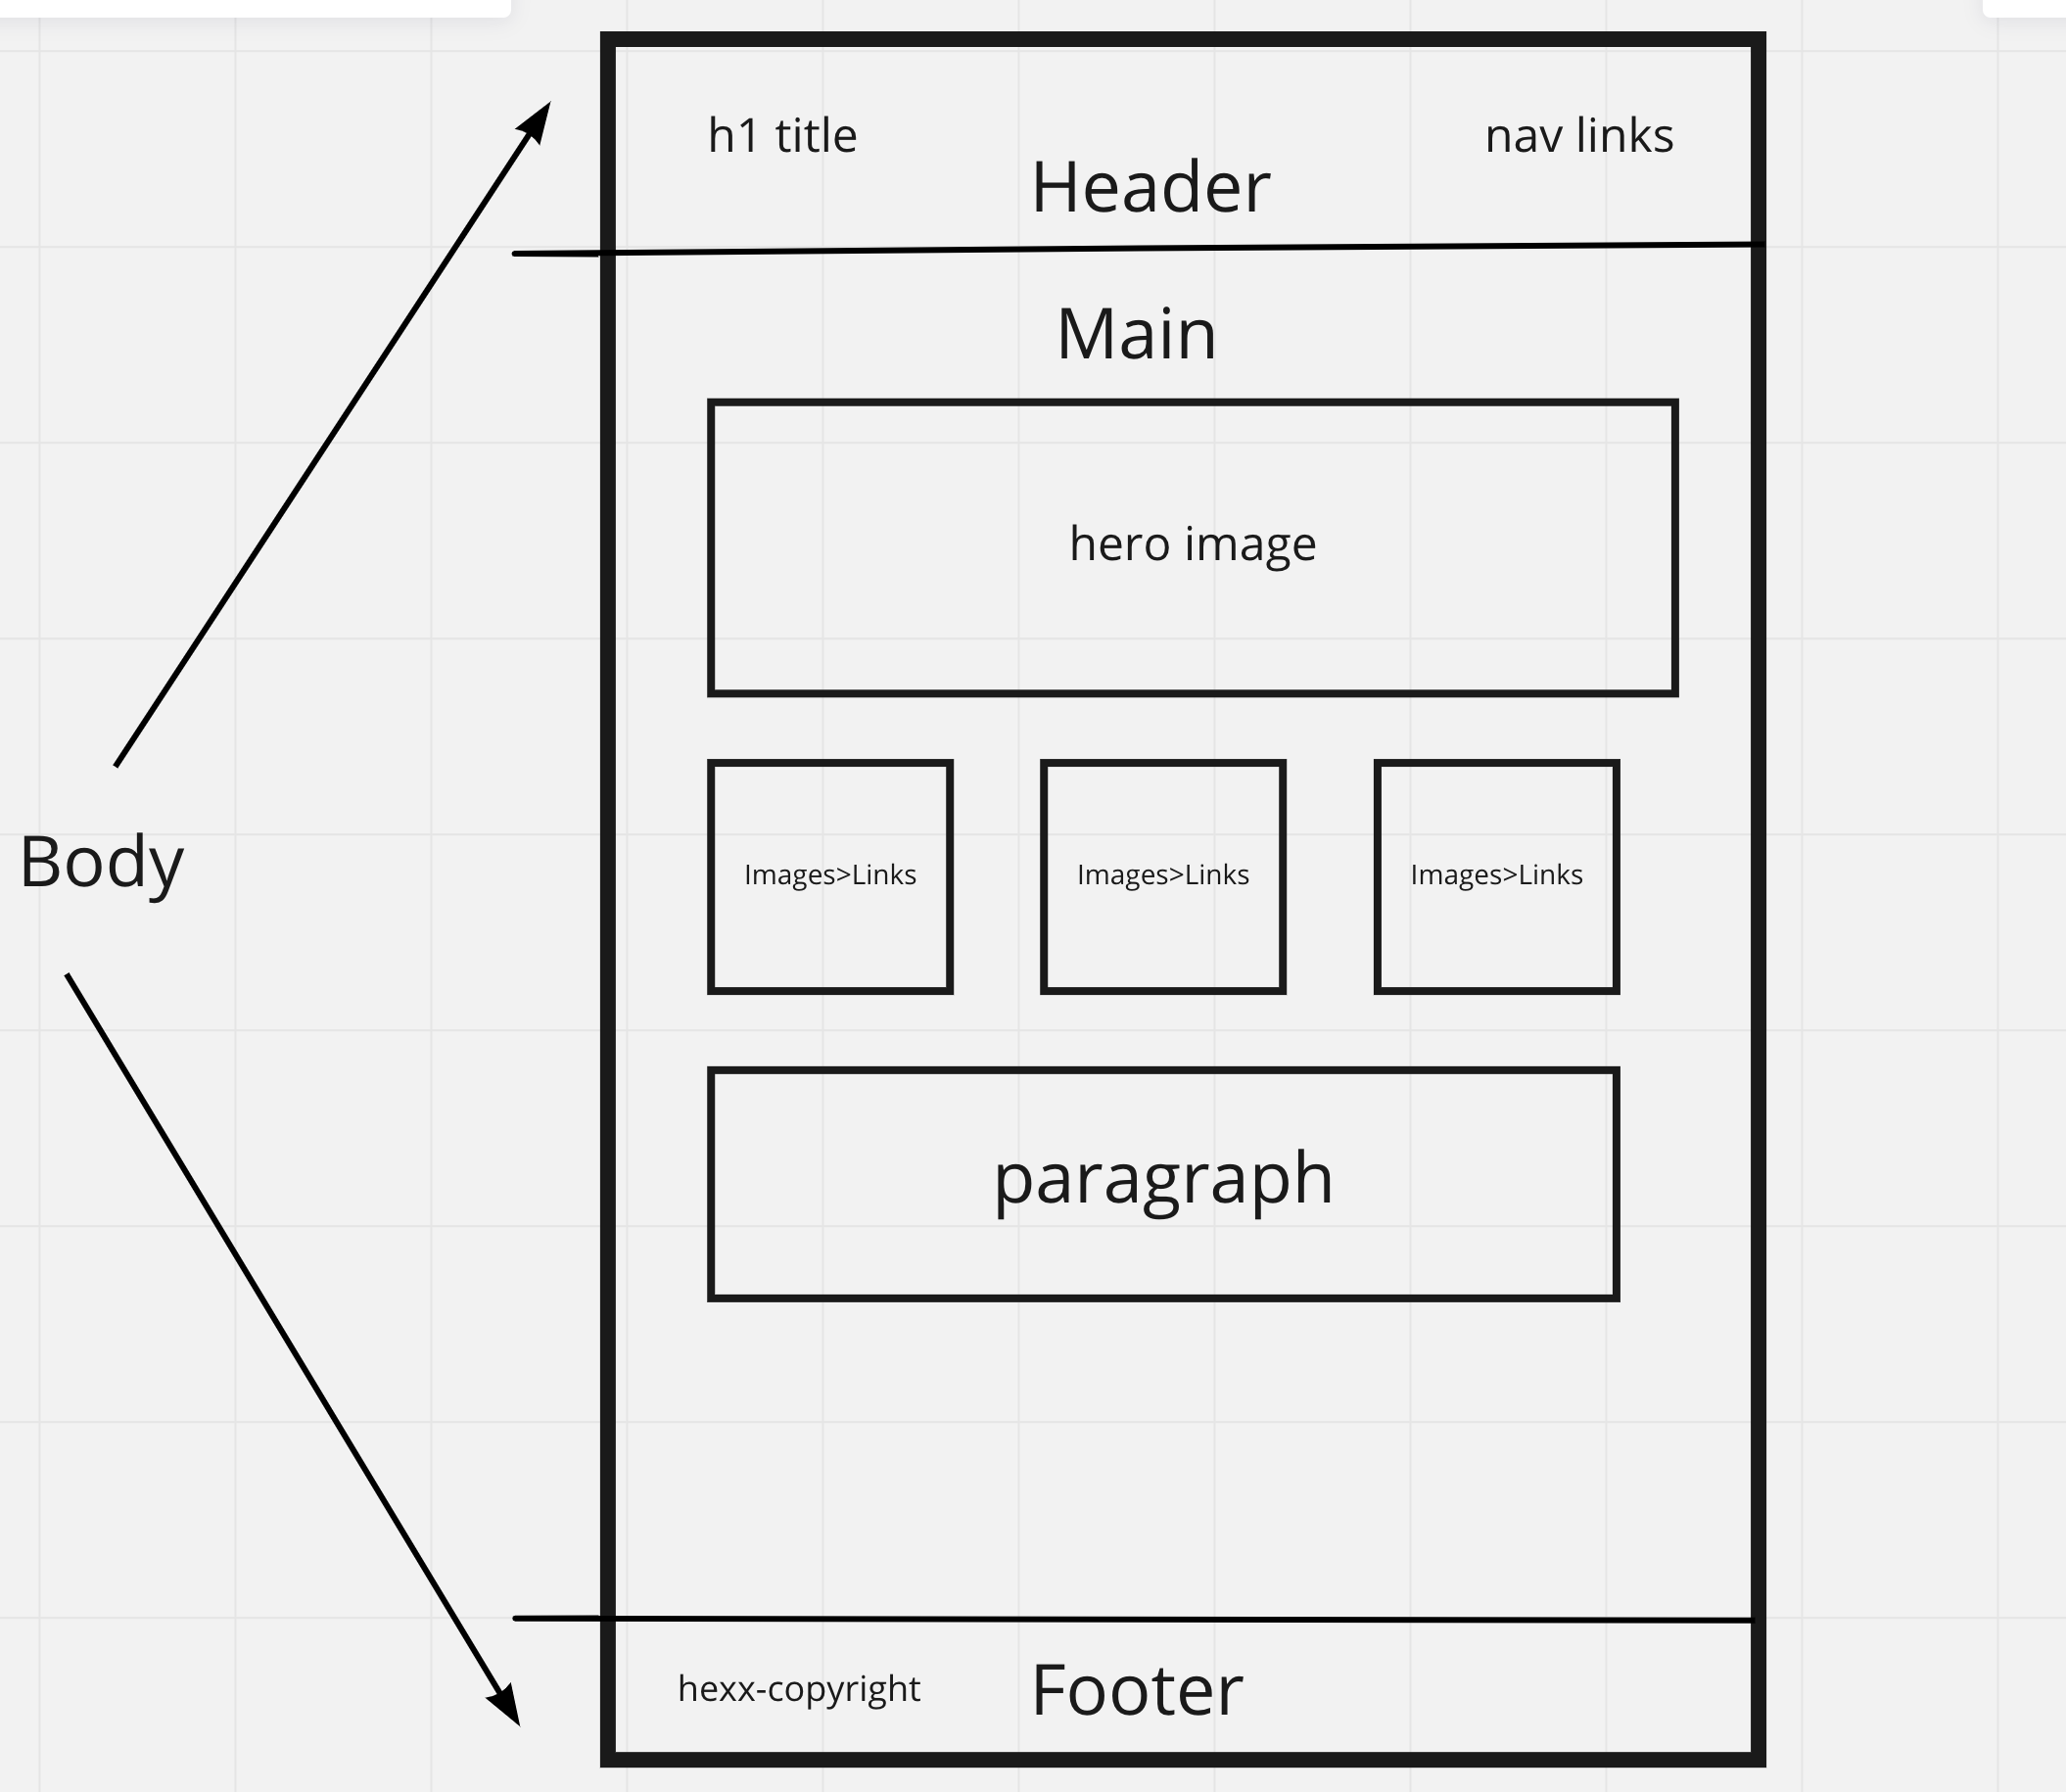 h1 title
nav links
Header
Main
hero image
Images>Links
Images>Links
Images>Links
Body
paragraph
hexx-copyright
Footer